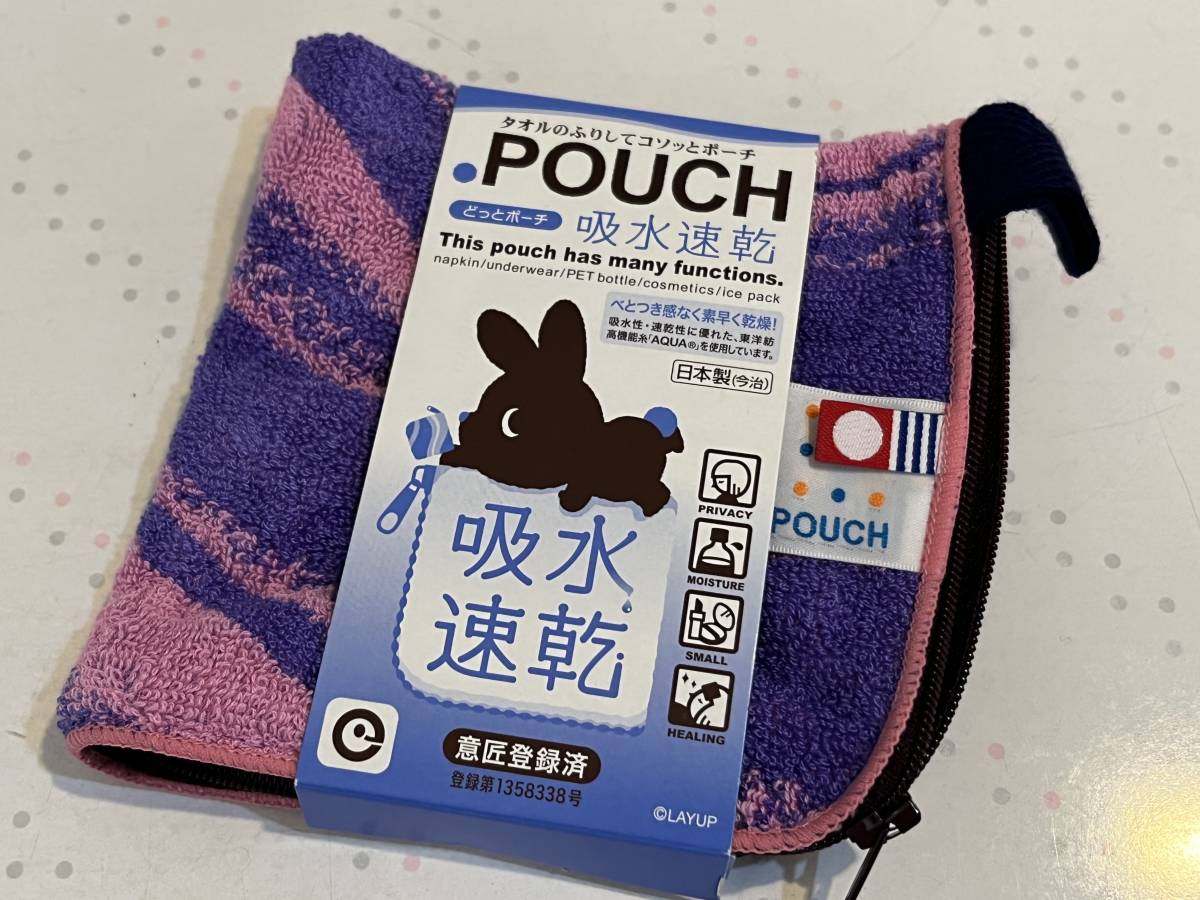 タオルのふりしてコソッとポーチ
.POUCH
どっとポーチ
吸水速乾
This pouch has many functions.
napkin/underwear/PET bottle/cosmetics/ice pack
べとつき感なく素早く乾燥!
吸水性・速乾性に優れた、東洋紡
高機能糸「AQUA®」を使用しています。
日本製(今治)
吸水
速乾
PRIVACY
MOISTURE
SMALL
HEALING
POUCH
意匠登録済
登録第1358338号
©LAYUP